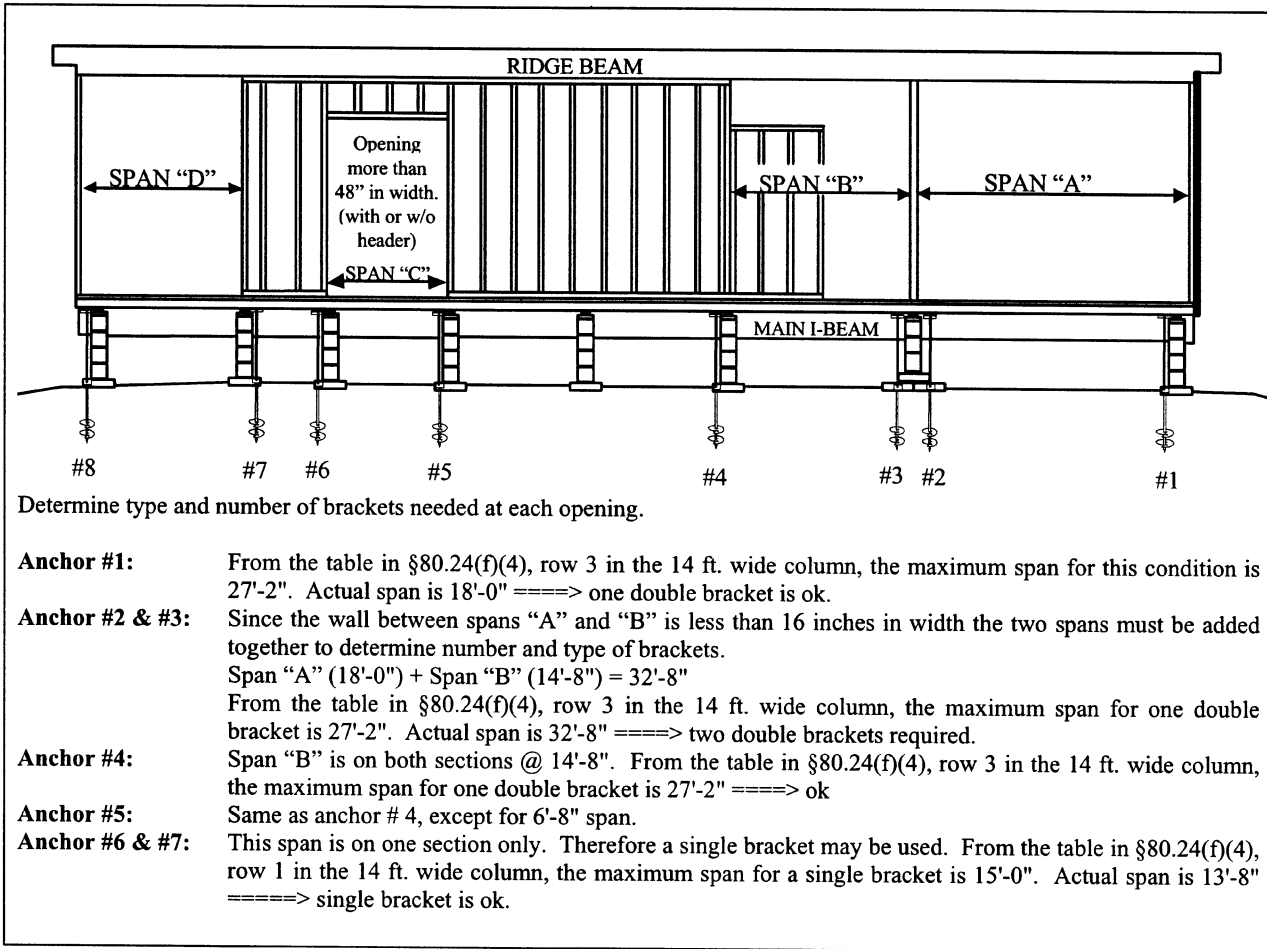 RIDGE BEAM
Opening
more than
48" in width.
(with or w/o
header)
SPAN “D”
SPAN “B”
SPAN “A”
SPAN “C”
MAIN I-BEAM
#8
#7
#6
#5
#4
#3
#2
#1
Determine type and number of brackets needed at each opening.
Anchor #1: From the table in §80.24(f)(4), row 3 in the 14 ft. wide column, the maximum span for this condition is
27'-2". Actual span is 18'-0" ====> one double bracket is ok.
Anchor #2 & #3: Since the wall between spans “A” and “B” is less than 16 inches in width the two spans must be added
together to determine number and type of brackets.
Span “A” (18'-0") + Span “B” (14'-8") = 32'-8"
From the table in §80.24(f)(4), row 3 in the 14 ft. wide column, the maximum span for one double
bracket is 27'-2". Actual span is 32'-8" ====> two double brackets required.
Anchor #4: Span “B” is on both sections @ 14'-8". From the table in §80.24(f)(4), row 3 in the 14 ft. wide column,
the maximum span for one double bracket is 27'-2" ====> ok
Anchor #5: Same as anchor # 4, except for 6'-8" span.
Anchor #6 & #7: This span is on one section only. Therefore a single bracket may be used. From the table in §80.24(f)(4),
row 1 in the 14 ft. wide column, the maximum span for a single bracket is 15'-0". Actual span is 13'-8"
=====> single bracket is ok.